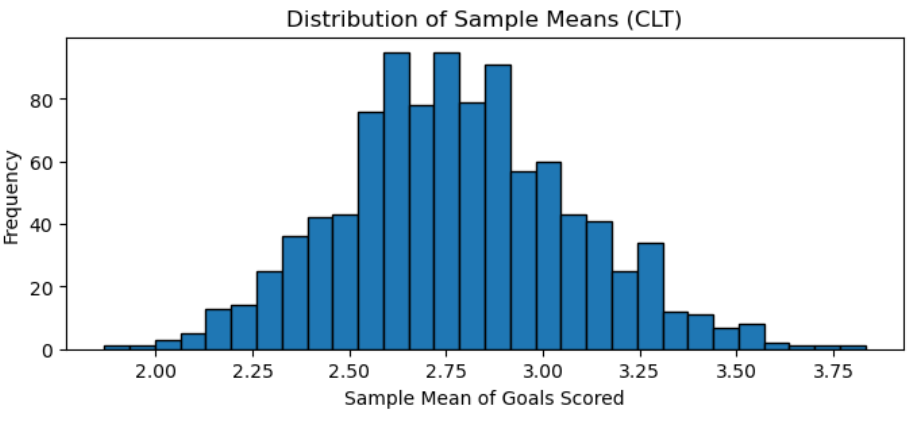 Distribution of Sample Means (CLT)
Frequency
80
60
40
20
0
2.00 2.25 2.50 2.75 3.00 3.25 3.50 3.75
Sample Mean of Goals Scored